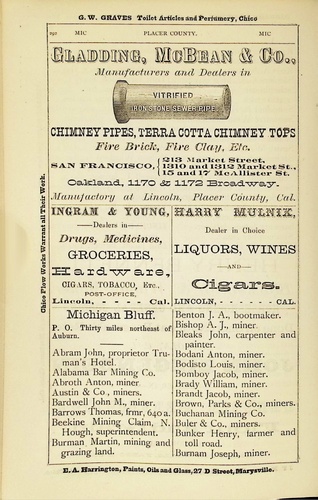 G. W. GRAVES Toilet Articles and Perfumery, Chico
292 MIC PLACER COUNTY. MIC
GLADDING, McBEAN & CO.,
Manufacturers and Dealers in
VITRIFIED
IRON STONE SEWER PIPE
CHIMNEY PIPES, TERRA COTTA CHIMNEY TOPS
Fire Brick, Fire Clay, Etc.
SAN FRANCISCO, 213 Market Street,
1310 and 1312 Market St.,
15 and 17 McAllister St.
Oakland, 1170 & 1172 Broadway.
Manufactory at Lincoln, Placer County, Cal.
INGRAM & YOUNG,
—Dealers in—
Drugs, Medicines,
GROCERIES,
Hardware,
CIGARS, TOBACCO, Etc.
POST-OFFICE,
Lincoln, - - - - Cal.
HARRY MULNIX,
Dealer in Choice
LIQUORS, WINES
—AND—
Cigars.
LINCOLN, - - - - - CAL.
Michigan Bluff.
P. O. Thirty miles northeast of
Auburn.
Abram John, proprietor Tru-
man's Hotel.
Alabama Bar Mining Co.
Abroth Anton, miner
Austin & Co., miners.
Bardwell John M., miner.
Barrows Thomas, frmr, 640 a.
Beekine Mining Claim, N.
Hough, superintendent.
Burman Martin, mining and
grazing land.
Benton J. A., bootmaker.
Bishop A. J., miner.
Bleaks John, carpenter and
painter.
Bodani Anton, miner.
Bodisto Louis, miner.
Bomboy Jacob, miner.
Brady William, miner.
Brandt Jacob, miner.
Brown, Parks & Co., miners.
Buchanan Mining Co.
Buler & Co., miners.
Bunker Henry, farmer and
toll road.
Burnam Joseph, miner.
Chico Plow Works Warrant all Their Work.
E. A. Harrington, Paints, Oils and Glass, 27 D Street, Marysville.